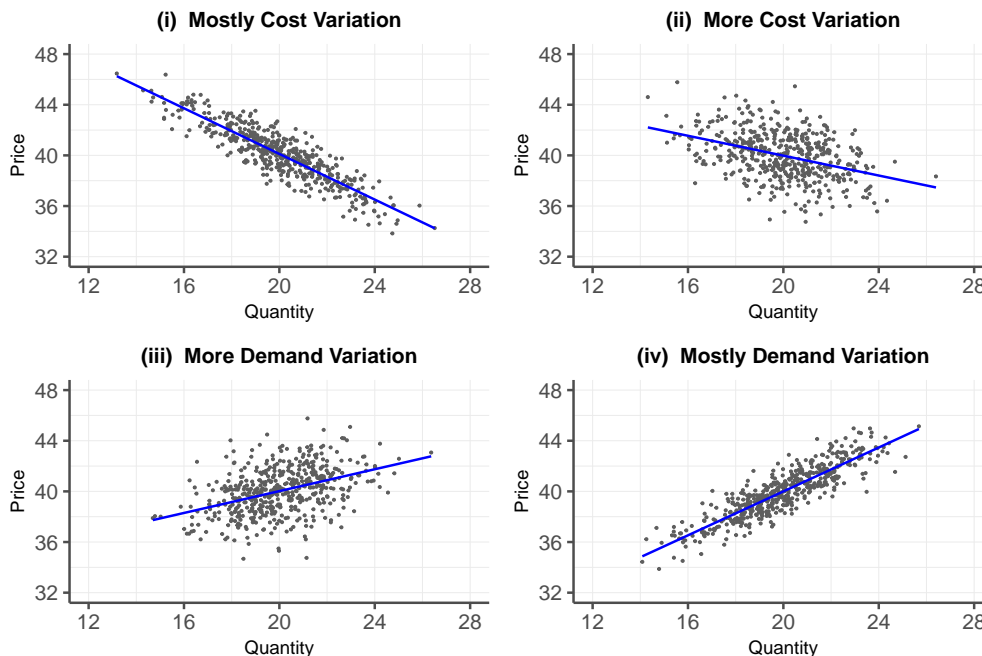 (i) Mostly Cost Variation
48
44
40
36
32
Price
12 16 20 24 28
Quantity
(ii) More Cost Variation
48
44
40
36
32
Price
12 16 20 24 28
Quantity
(iii) More Demand Variation
48
44
40
36
32
Price
12 16 20 24 28
Quantity
(iv) Mostly Demand Variation
48
44
40
36
32
Price
12 16 20 24 28
Quantity